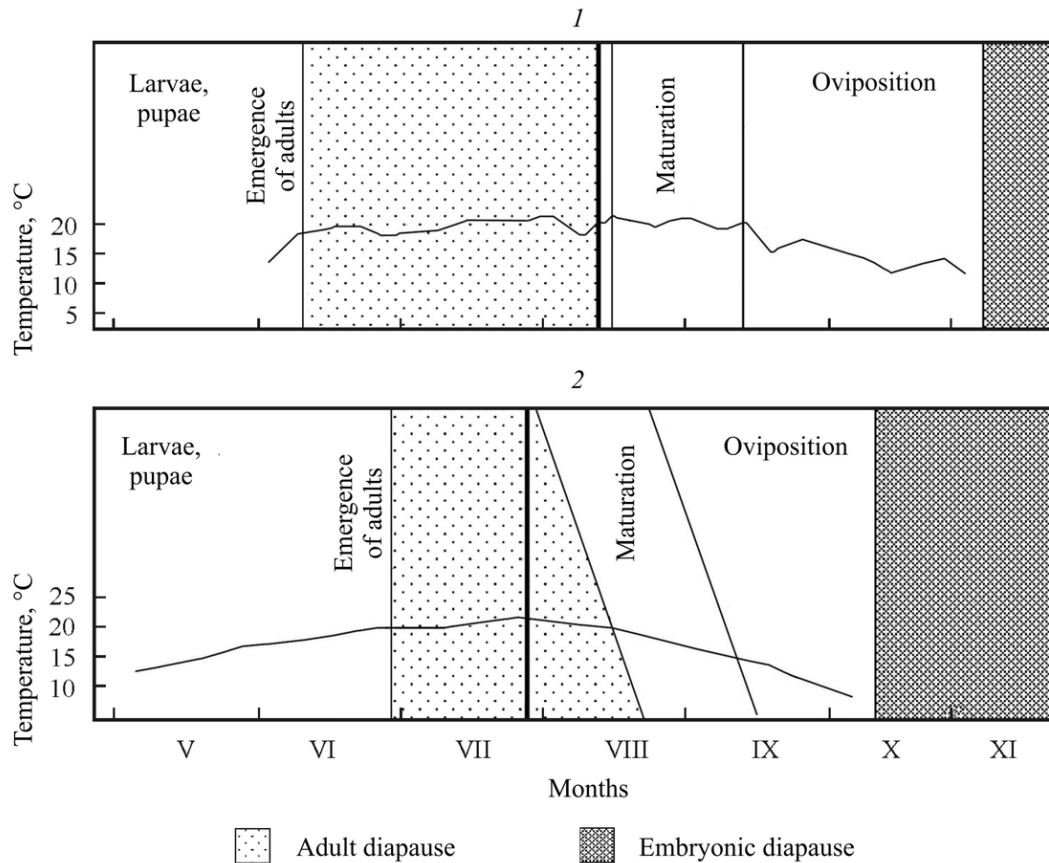 1
Larvae,
pupae
Emergence
of adults
Maturation
Oviposition
Temperature, °C
20
15
10
5
2
Larvae,
pupae
Emergence
of adults
Maturation
Oviposition
Temperature, °C
25
20
15
10
V VI VII VIII IX X XI
Months
Adult diapause Embryonic diapause